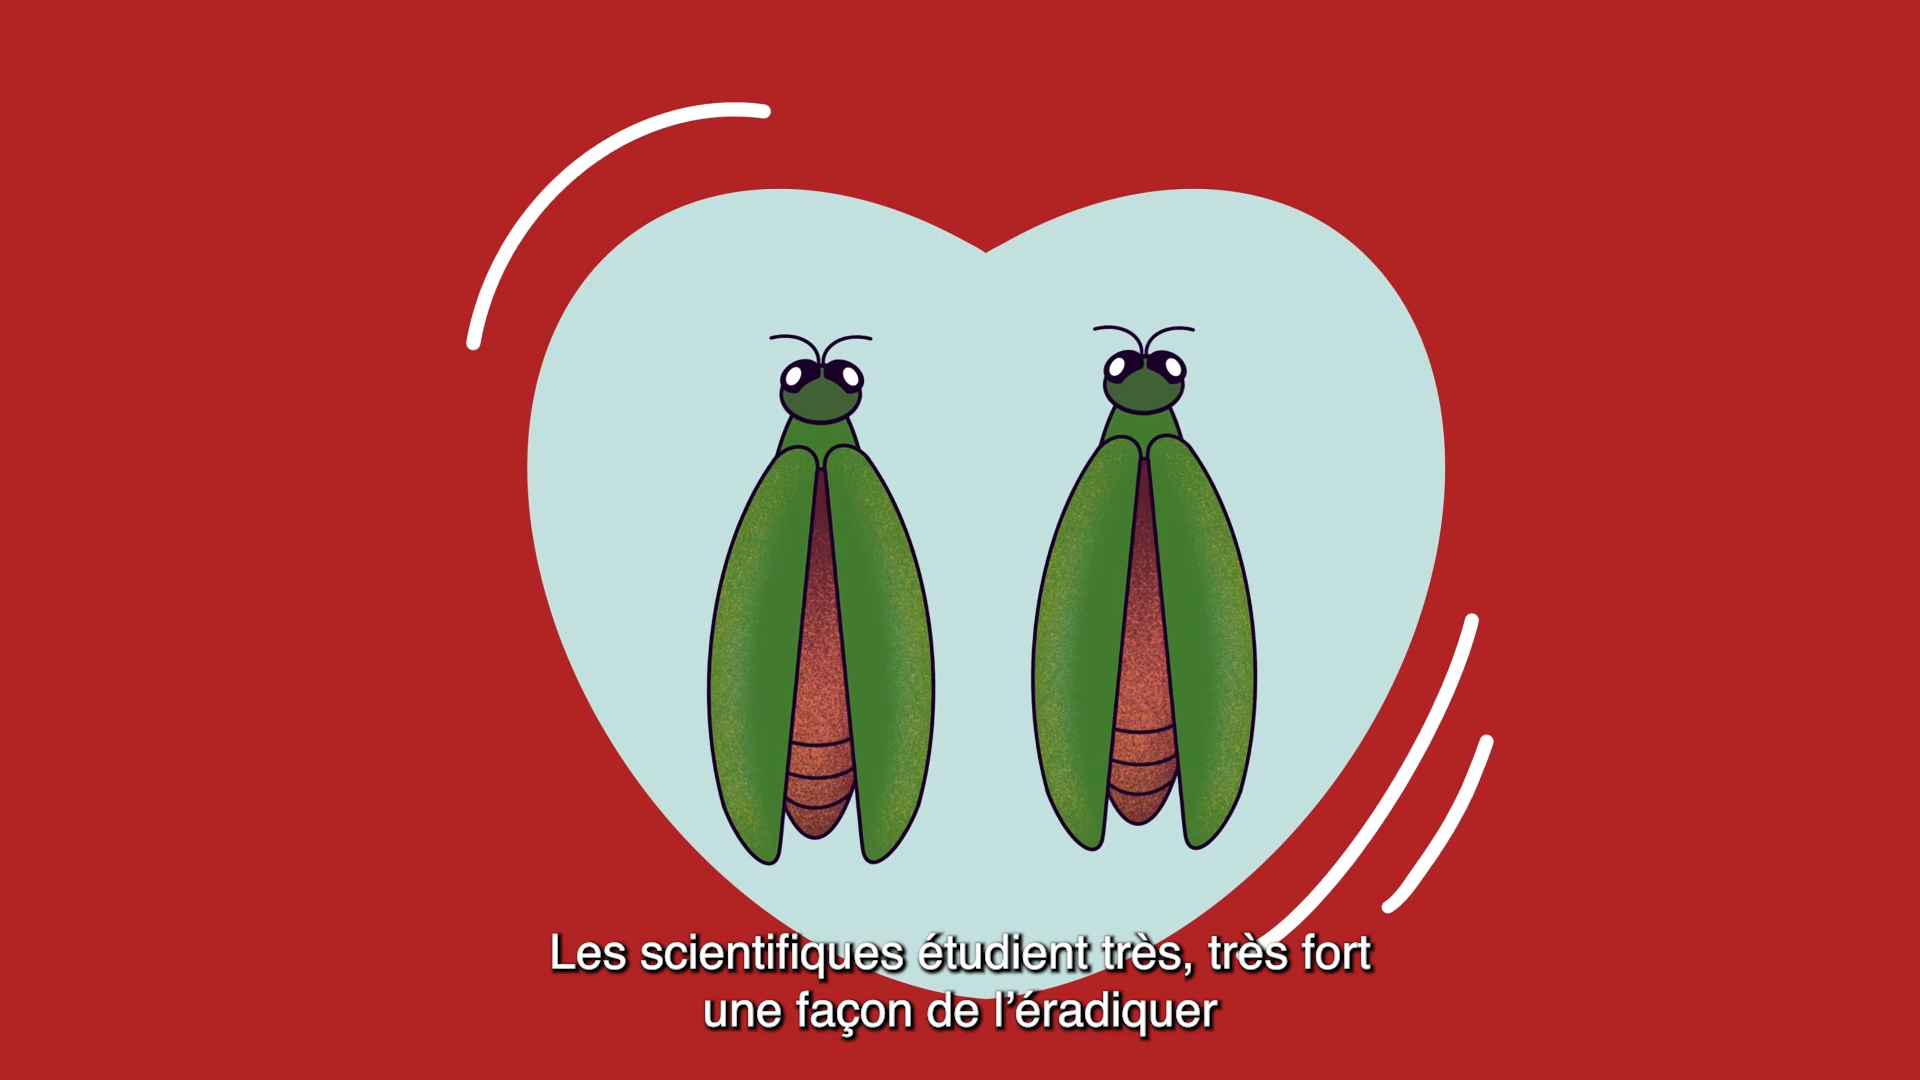 Les scientifiques étudient très, très fort
une façon de l’éradiquer